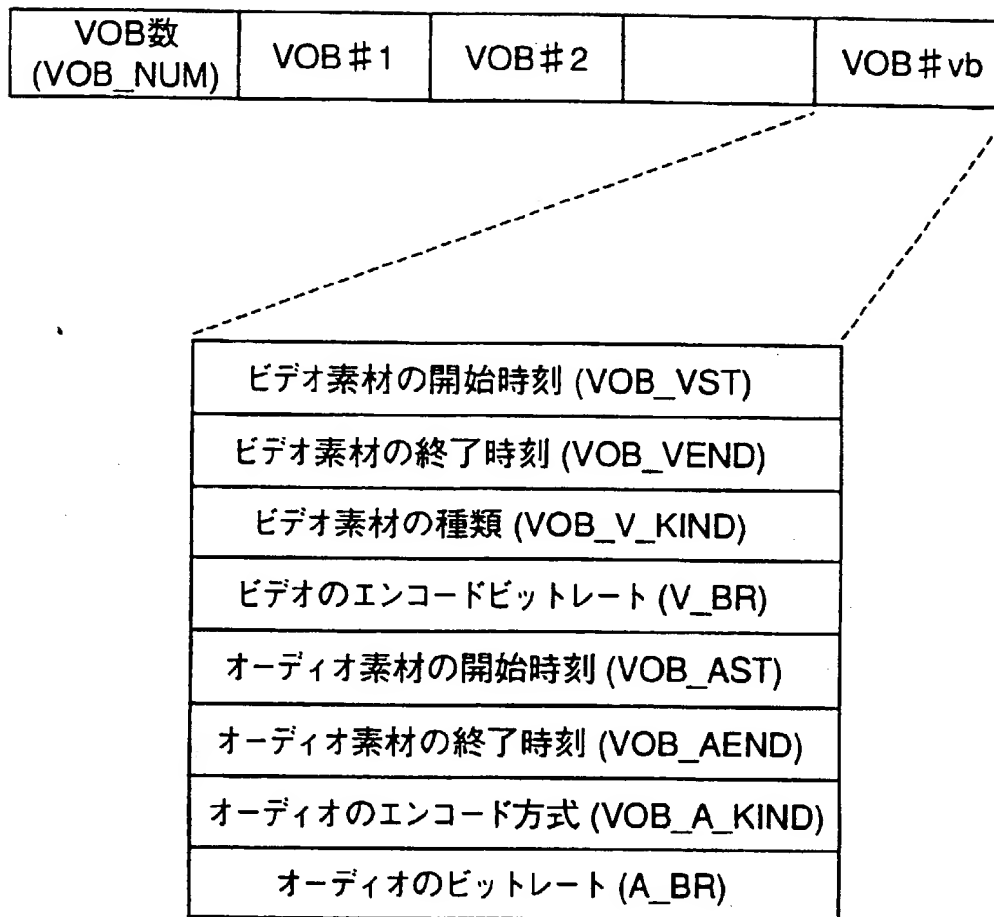 VOB数
(VOB_NUM)
VOB♯1
VOB♯2
VOB♯vb
ビデオ素材の開始時刻 (VOB_VST)
ビデオ素材の終了時刻 (VOB_VEND)
ビデオ素材の種類 (VOB_V_KIND)
ビデオのエンコードビットレート (V_BR)
オーディオ素材の開始時刻 (VOB_AST)
オーディオ素材の終了時刻 (VOB_AEND)
オーディオのエンコード方式 (VOB_A_KIND)
オーディオのビットレート (A_BR)